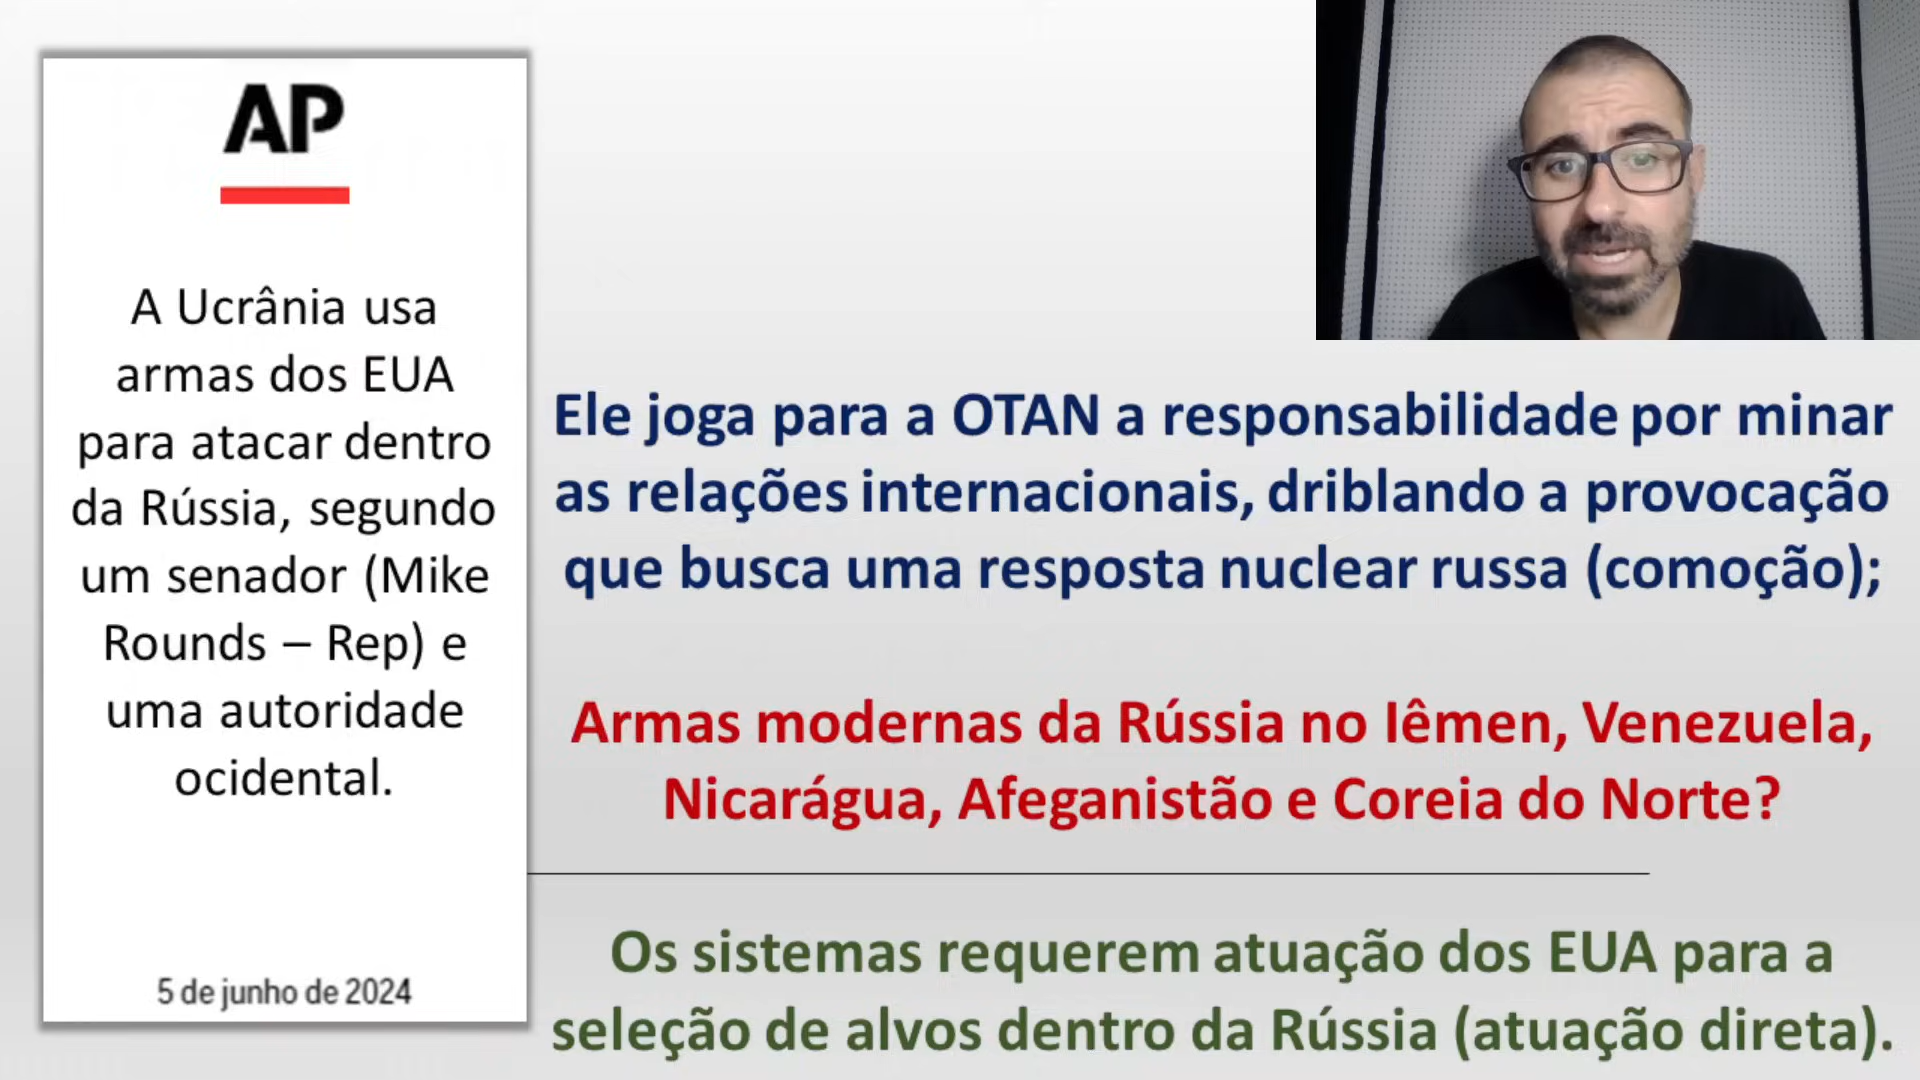 AP
A Ucrânia usa
armas dos EUA
para atacar dentro
da Rússia, segundo
um senador (Mike
Rounds – Rep) e
uma autoridade
ocidental.
5 de junho de 2024
Ele joga para a OTAN a responsabilidade por minar
as relações internacionais, driblando a provocação
que busca uma resposta nuclear russa (comoção);
Armas modernas da Rússia no Iêmen, Venezuela,
Nicarágua, Afeganistão e Coreia do Norte?
Os sistemas requerem atuação dos EUA para a
seleção de alvos dentro da Rússia (atuação direta).